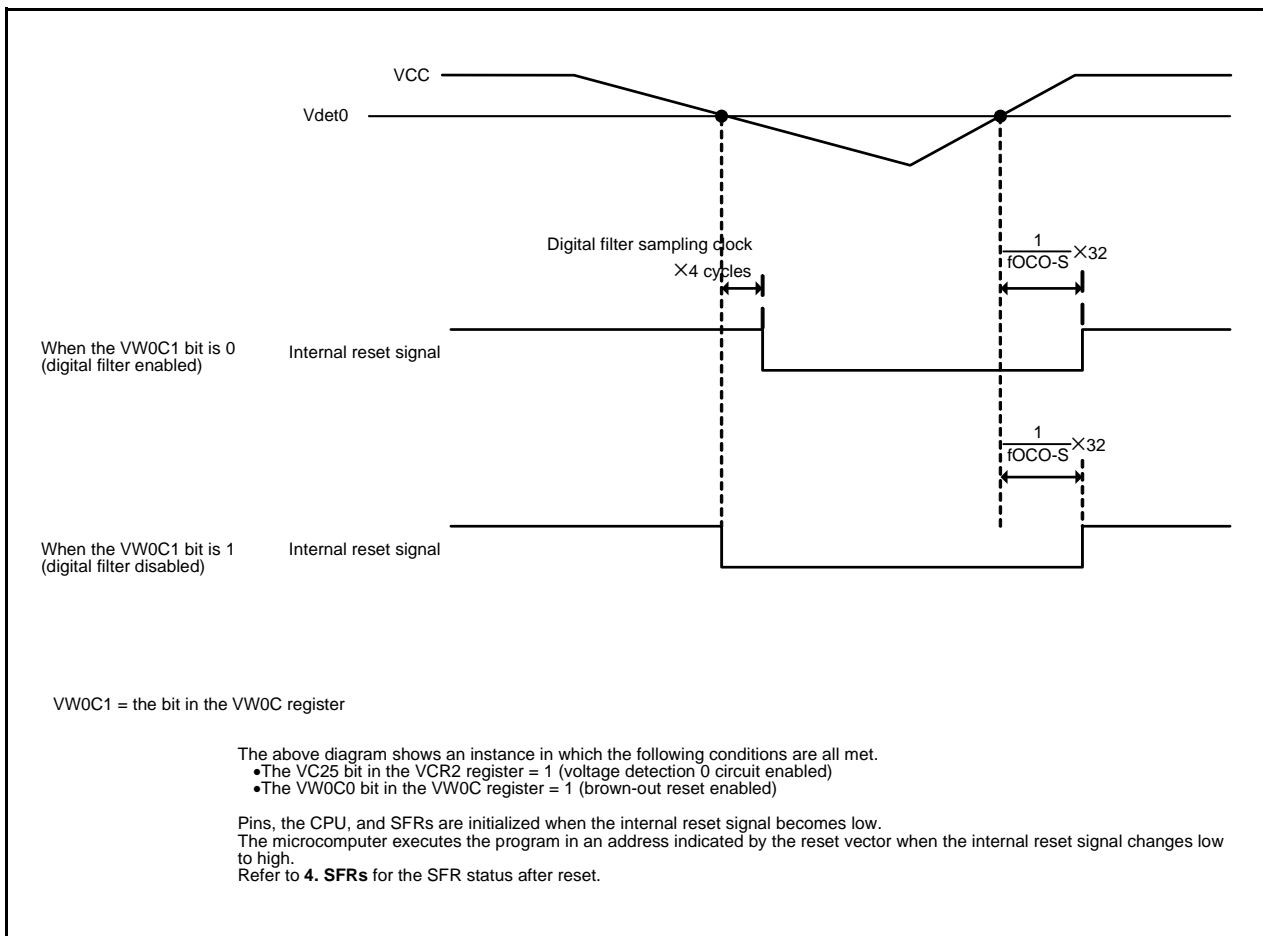 VCC
Vdet0
Digital filter sampling clock
×4 cycles
1
fOCO-S ×32
When the VW0C1 bit is 0
(digital filter enabled)
Internal reset signal
1
fOCO-S ×32
When the VW0C1 bit is 1
(digital filter disabled)
Internal reset signal
VW0C1 = the bit in the VW0C register
The above diagram shows an instance in which the following conditions are all met.
•The VC25 bit in the VCR2 register = 1 (voltage detection 0 circuit enabled)
•The VW0C0 bit in the VW0C register = 1 (brown-out reset enabled)
Pins, the CPU, and SFRs are initialized when the internal reset signal becomes low.
The microcomputer executes the program in an address indicated by the reset vector when the internal reset signal changes low
to high.
Refer to 4. SFRs for the SFR status after reset.